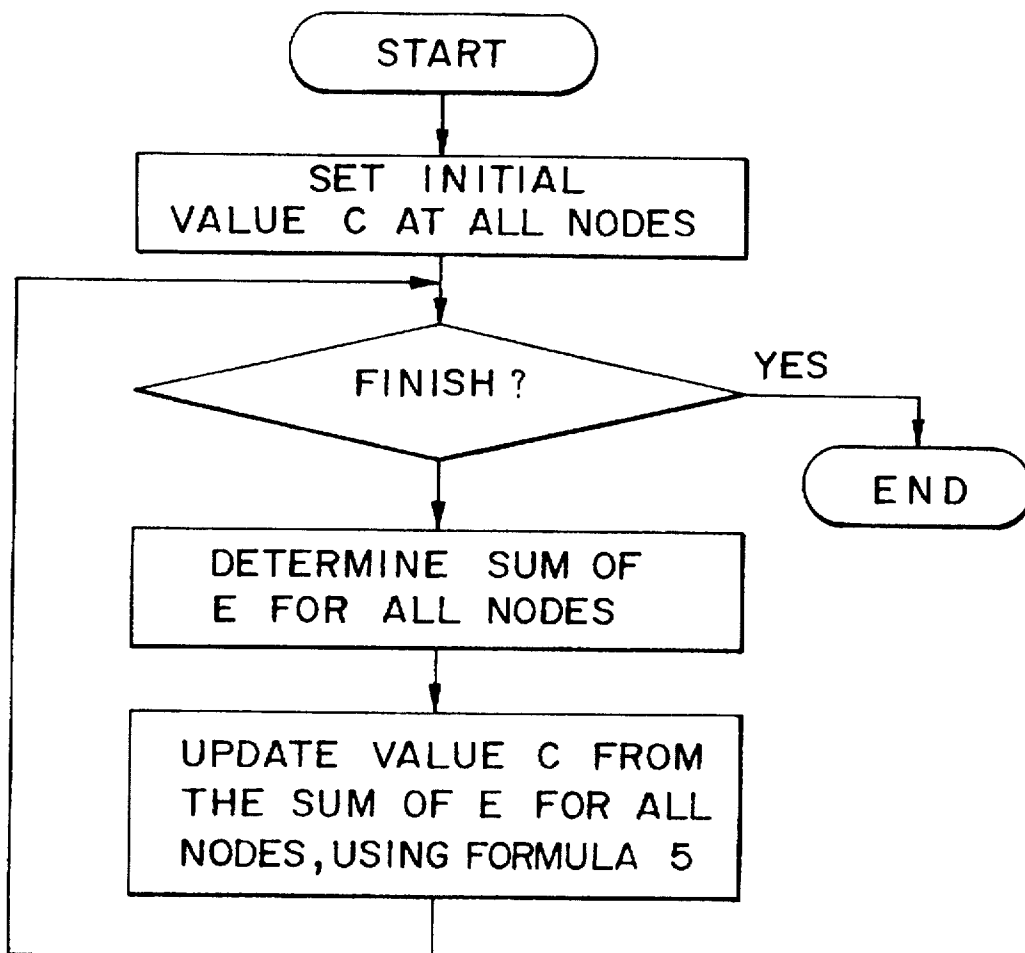 START
SET INITIAL
VALUE C AT ALL NODES
FINISH ?
YES
END
DETERMINE SUM OF
E FOR ALL NODES
UPDATE VALUE C FROM
THE SUM OF E FOR ALL
NODES, USING FORMULA 5